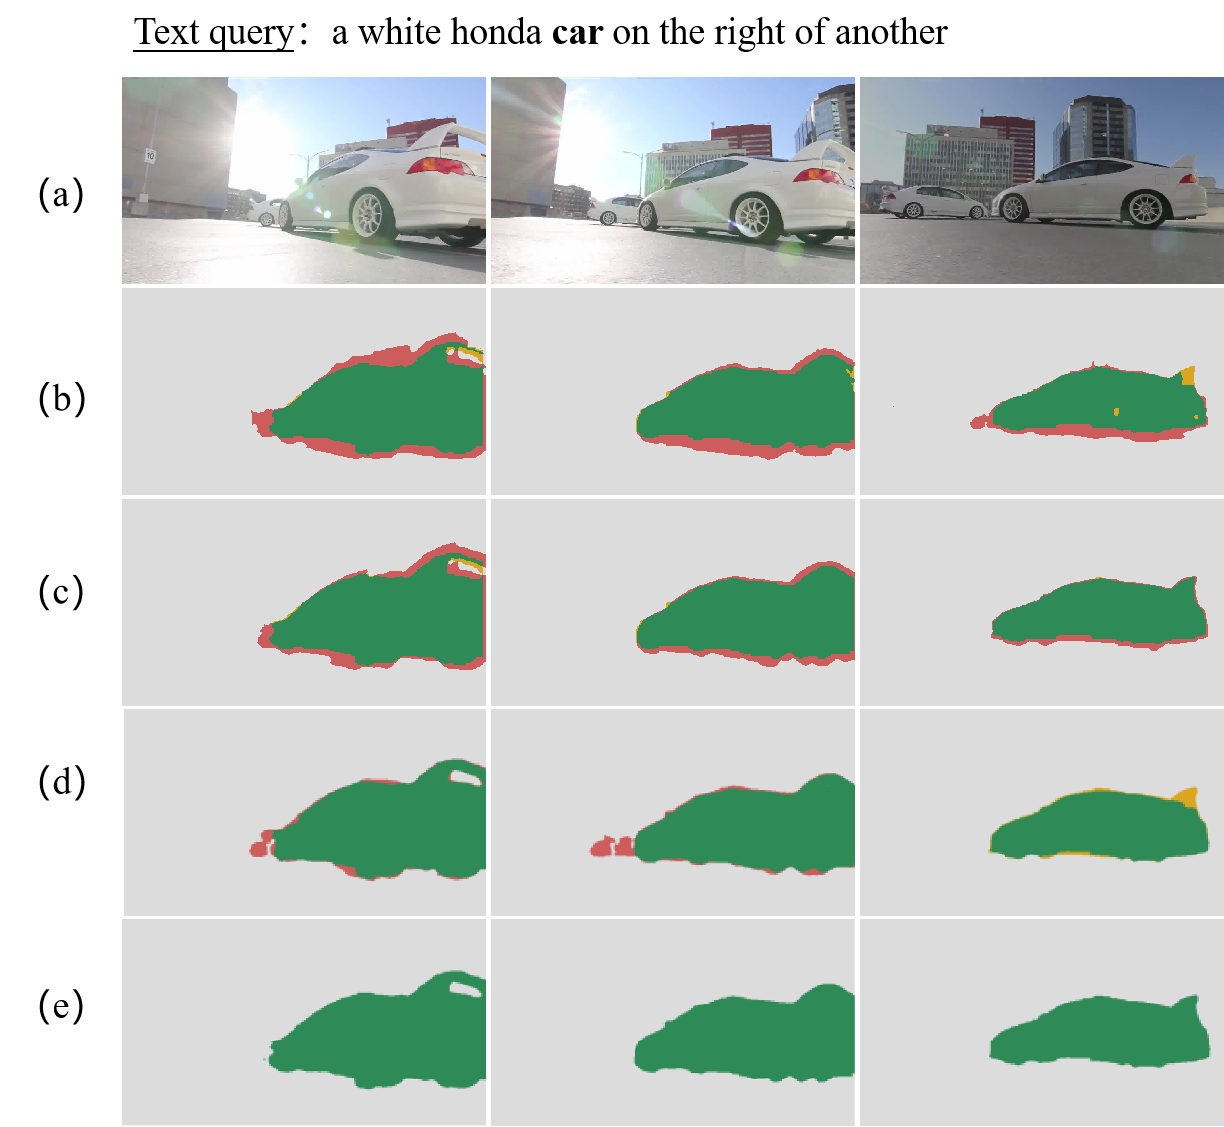 Text query: a white honda car on the right of another
(a)
10
(b)
(c)
(d)
(e)